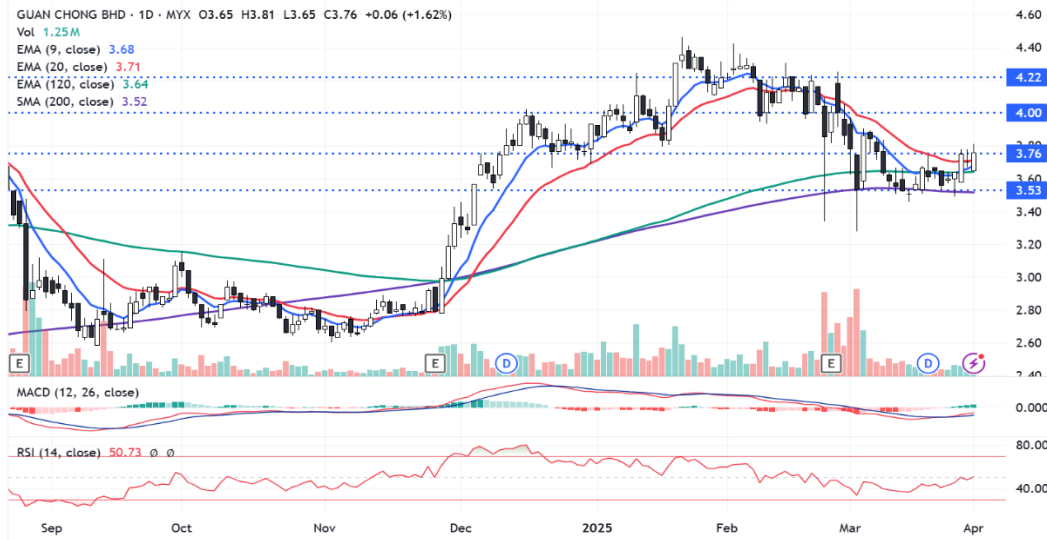 GUAN CHONG BHD · 1D · MYX O3.65 H3.81 L3.65 C3.76 +0.06 (+1.62%)
Vol 1.25M
EMA (9, close) 3.68
EMA (20, close) 3.71
EMA (120, close) 3.64
SMA (200, close) 3.52
4.60
4.40
4.22
4.00
3.80
3.76
3.60
3.53
3.40
3.20
3.00
2.80
2.60
2.40
E E D E D
MACD (12, 26, close)
0.000
RSI (14, close) 50.73 ø ø
80.00
40.00
Sep Oct Nov Dec 2025 Feb Mar Apr